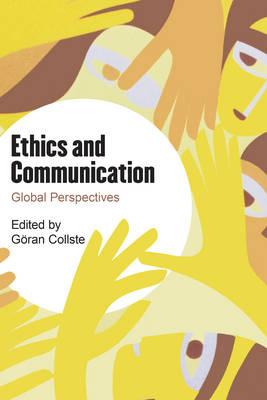 Ethics and
Communication
Global Perspectives
Edited by
Göran Collste